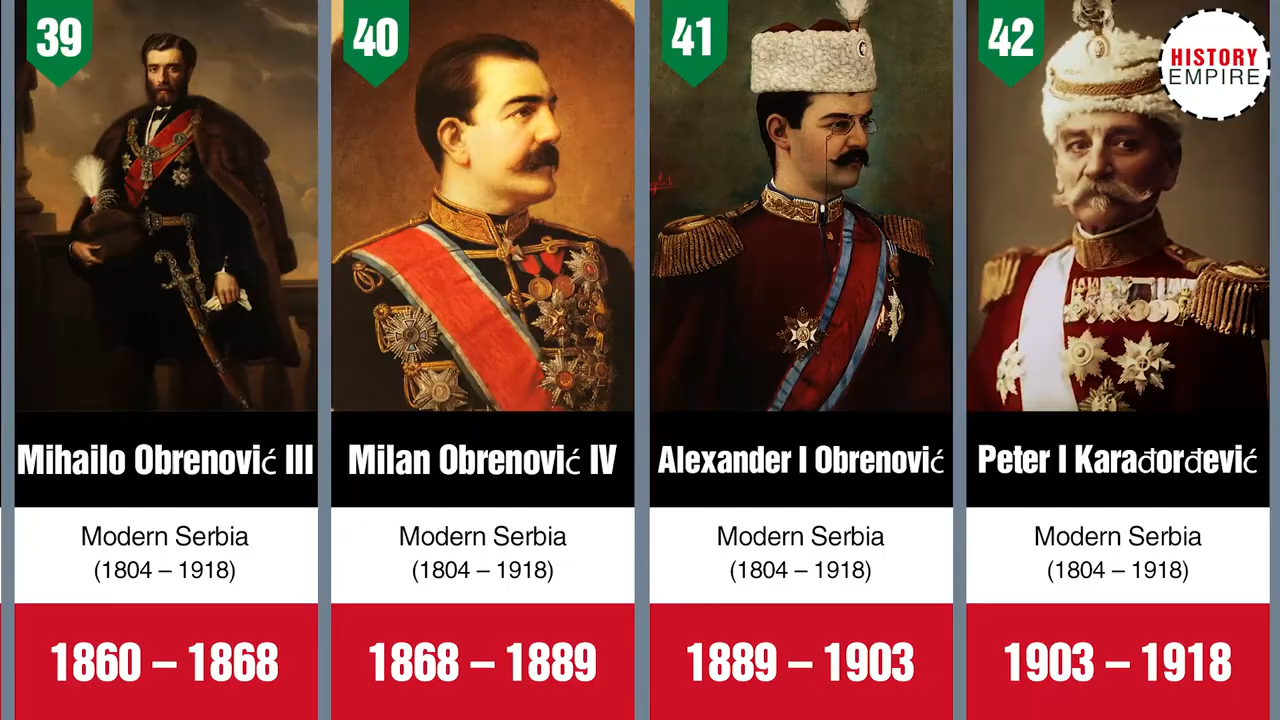 39
40
41
42
HISTORY
EMPIRE
Mihailo Obrenović III
Milan Obrenović IV
Alexander I Obrenović
Peter I Karađorđević
Modern Serbia
(1804 – 1918)
Modern Serbia
(1804 – 1918)
Modern Serbia
(1804 – 1918)
Modern Serbia
(1804 – 1918)
1860 – 1868
1868 – 1889
1889 – 1903
1903 – 1918